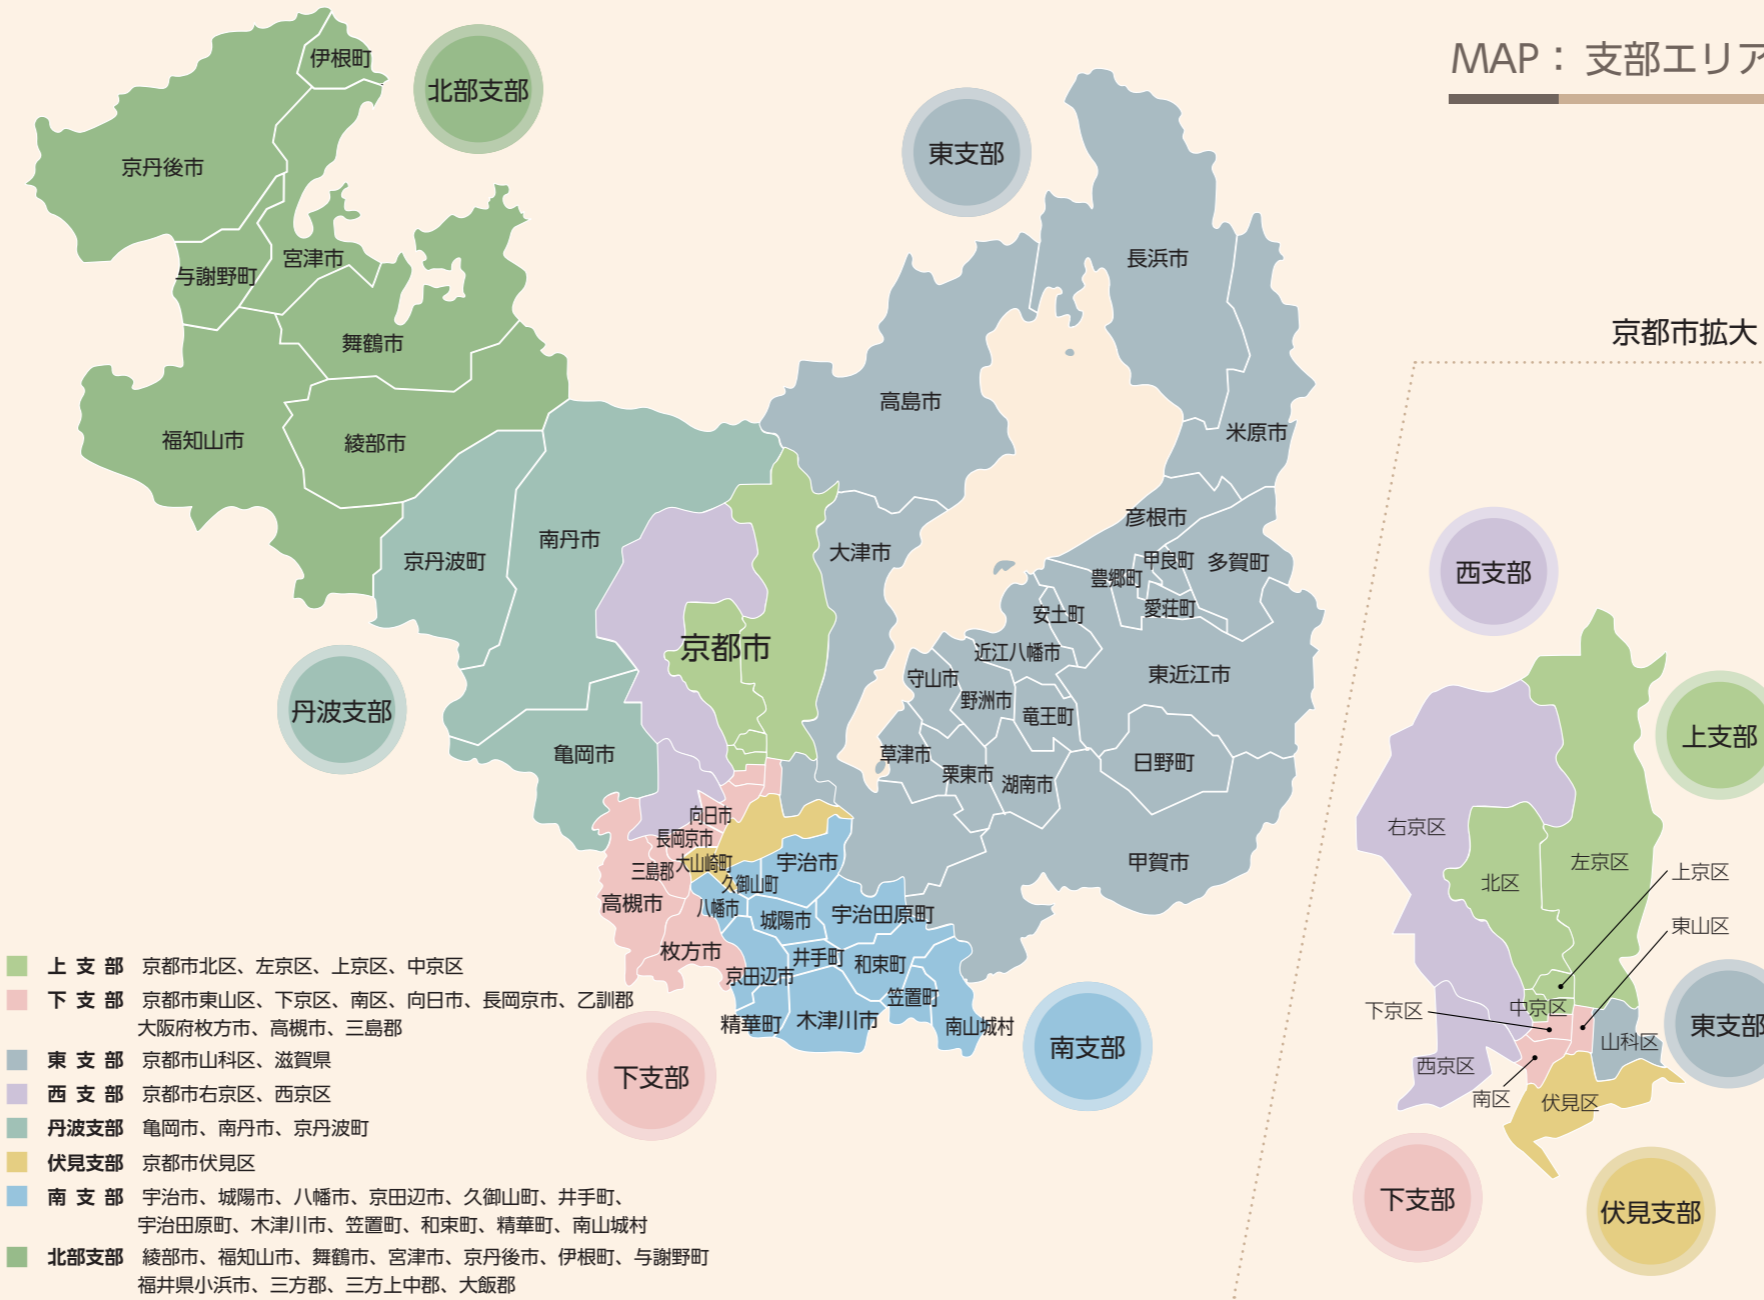 MAP： 支部エリア
伊根町
北部支部
京丹後市
東支部
与謝野町
宮津市
長浜市
舞鶴市
京都市拡大
高島市
福知山市
綾部市
米原市
彦根市
京丹波町
南丹市
大津市
甲良町
多賀町
豊郷町
愛荘町
安土町
西支部
京都市
近江八幡市
守山市
東近江市
野洲市
竜王町
丹波支部
上支部
亀岡市
草津市
栗東市
湖南市
日野町
向日市
長岡京市
三島郡
大山崎町
宇治市
甲賀市
右京区
左京区
久御山町
高槻市
八幡市
城陽市
宇治田原町
北区
上京区
東山区
枚方市
井手町
京田辺市
和束町
笠置町
精華町
木津川市
南山城村
下京区
中京区
東支部
山科区
西京区
南区
伏見区
下支部
南支部
下支部
伏見支部
上 支 部 京都市北区、左京区、上京区、中京区
下 支 部 京都市東山区、下京区、南区、向日市、長岡京市、乙訓郡
大阪府枚方市、高槻市、三島郡
東 支 部 京都市山科区、滋賀県
西 支 部 京都市右京区、西京区
丹波支部 亀岡市、南丹市、京丹波町
伏見支部 京都市伏見区
南 支 部 宇治市、城陽市、八幡市、京田辺市、久御山町、井手町、
宇治田原町、木津川市、笠置町、和束町、精華町、南山城村
北部支部 綾部市、福知山市、舞鶴市、宮津市、京丹後市、伊根町、与謝野町
福井県小浜市、三方郡、三方上中郡、大飯郡